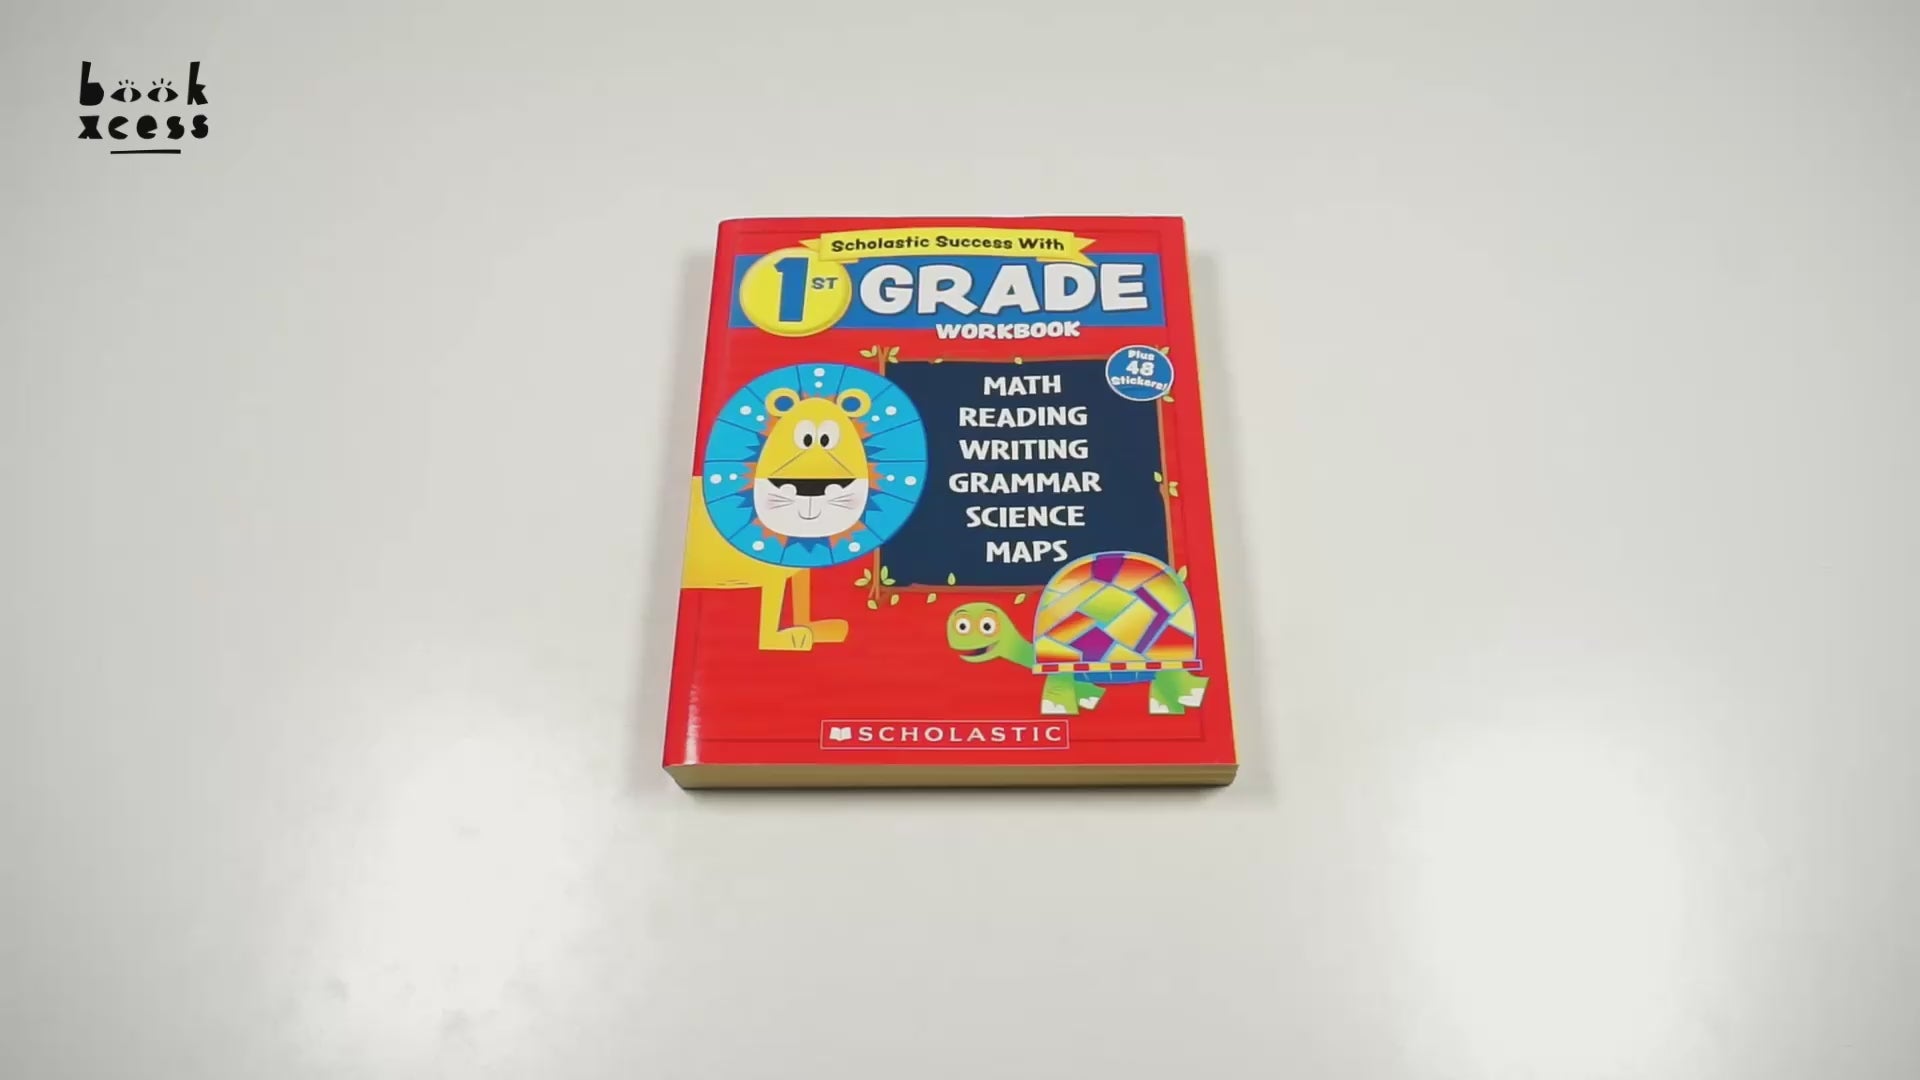 book
xcess
Scholastic Success With
1ST GRADE
WORKBOOK
Plus
48
Stickers!
MATH
READING
WRITING
GRAMMAR
SCIENCE
MAPS
SCHOLASTIC